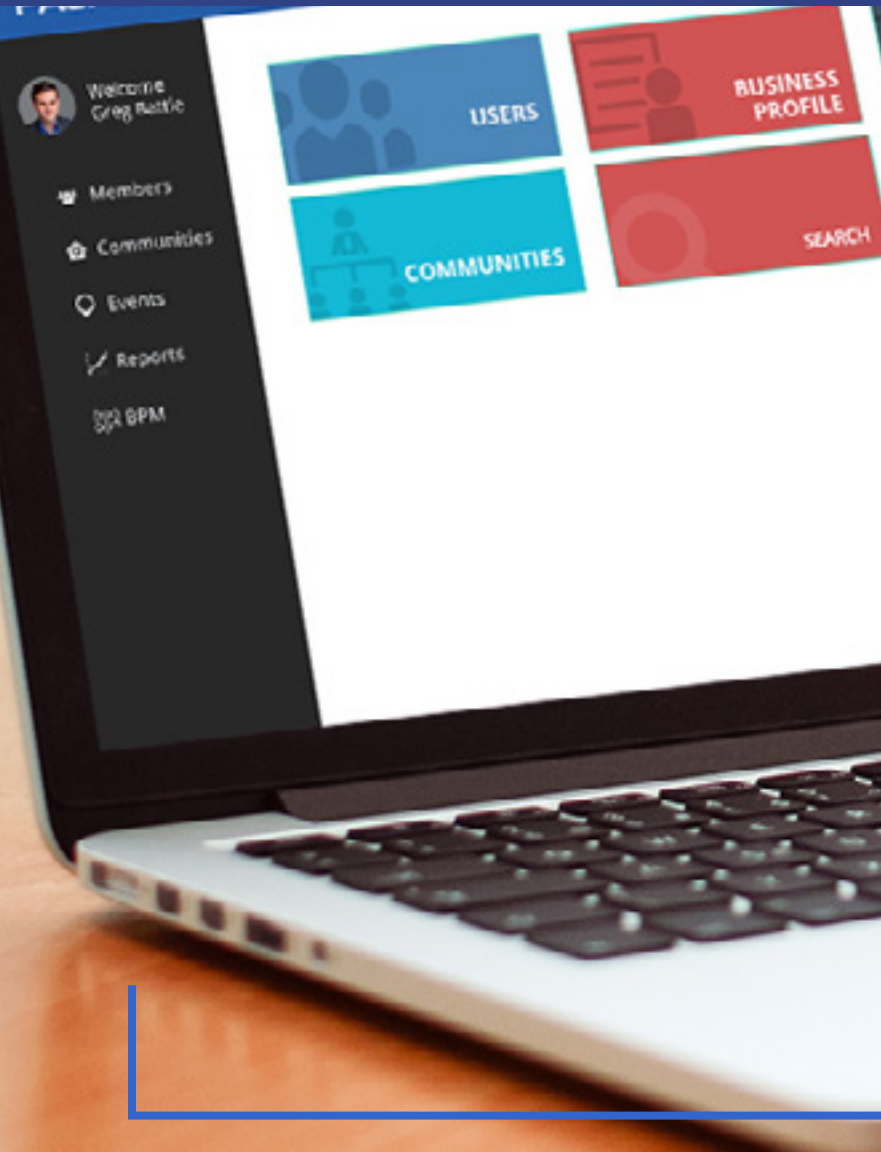 Welcome
Greg Battle
Members
Communities
Events
Reports
BPM
USERS
BUSINESS
PROFILE
COMMUNITIES
SEARCH